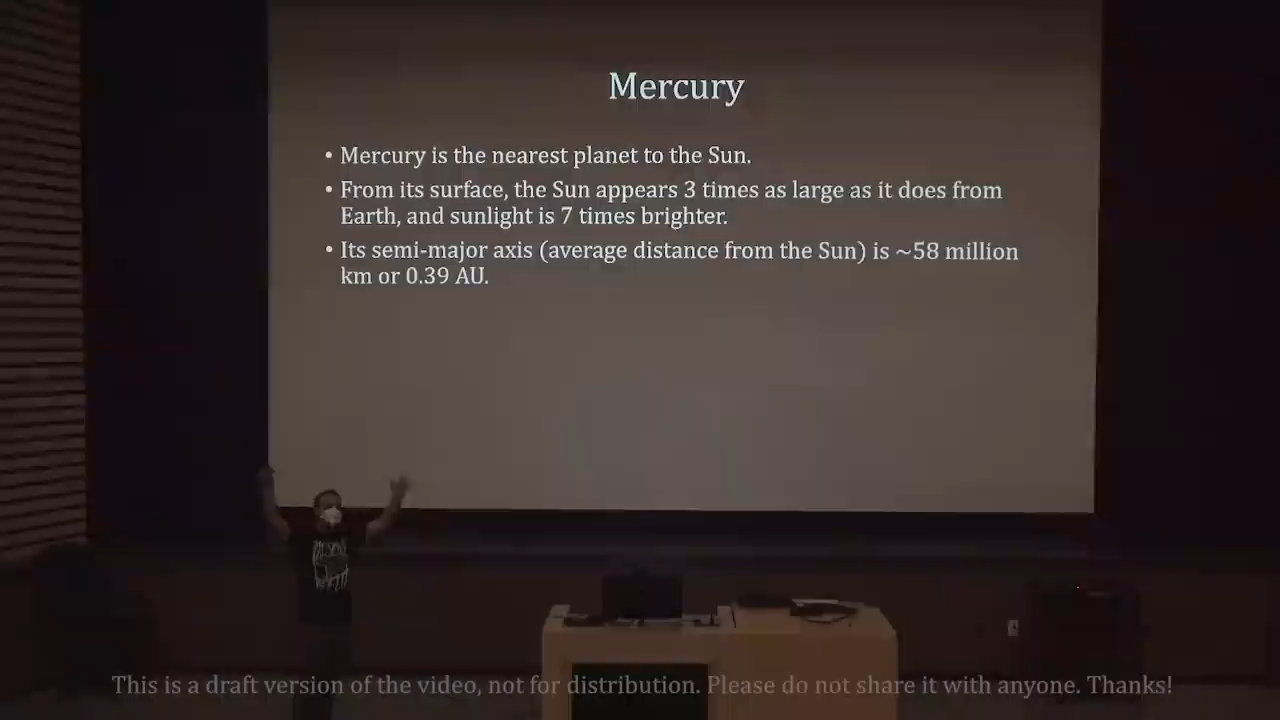 Mercury
• Mercury is the nearest planet to the Sun.
• From its surface, the Sun appears 3 times as large as it does from
Earth, and sunlight is 7 times brighter.
• Its semi-major axis (average distance from the Sun) is ~58 million
km or 0.39 AU.
This is a draft version of the video, not for distribution. Please do not share it with anyone. Thanks!